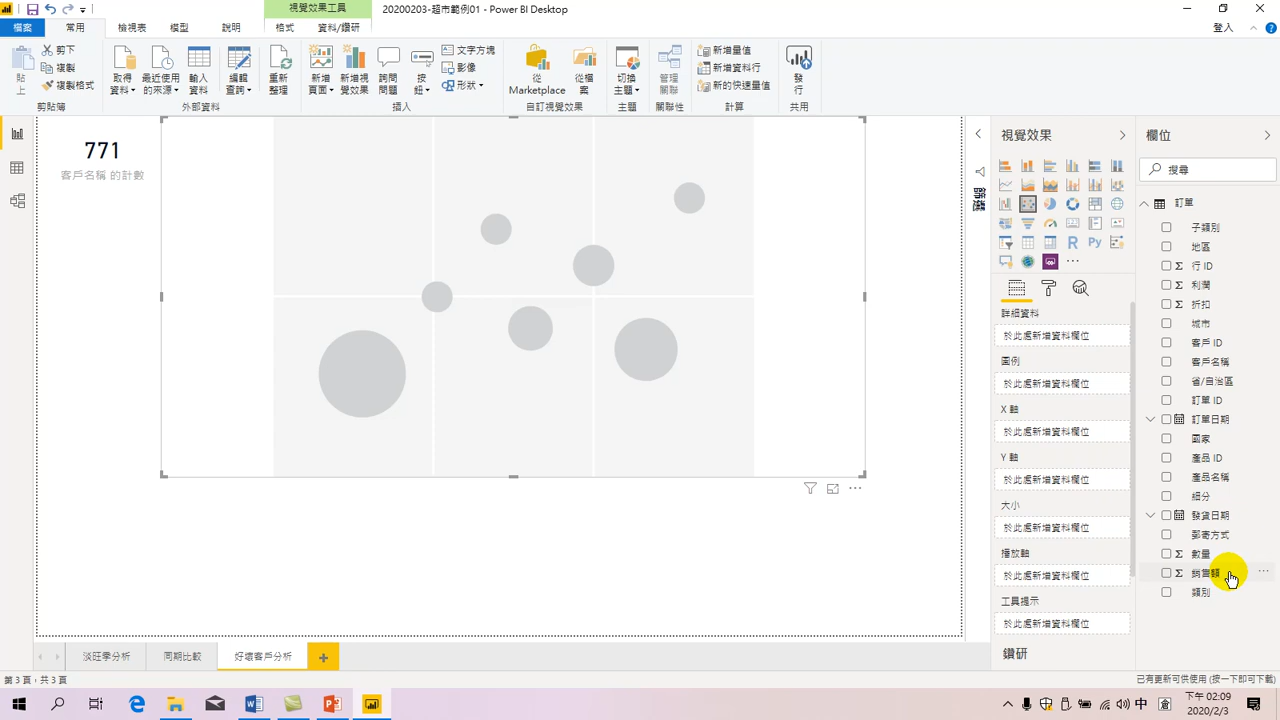 視覺效果工具
20200203-超市範例01 - Power BI Desktop
檔案
常用
檢視表
模型
說明
格式
資料/鑽研
登入
貼上
剪下
複製
複製格式
剪貼簿
取得資料
最近使用的來源
輸入資料
編輯查詢
重新整理
外部資料
新增頁面
新增視覺效果
詢問問題
按鈕
文字方塊
影像
形狀
插入
從 Marketplace
從檔案
自訂視覺效果
切換主題
主題
管理關聯
關聯性
新增量值
新增資料行
新的快速量值
計算
發行
共用
771
客戶名稱 的計數
篩選
視覺效果
R
Py
詳細資料
於此處新增資料欄位
圖例
於此處新增資料欄位
X 軸
於此處新增資料欄位
Y 軸
於此處新增資料欄位
大小
於此處新增資料欄位
播放軸
於此處新增資料欄位
工具提示
於此處新增資料欄位
鑽研
欄位
搜尋
訂單
子類別
地區
行 ID
利潤
折扣
城市
客戶 ID
客戶名稱
省/自治區
訂單 ID
訂單日期
國家
產品 ID
產品名稱
細分
發貨日期
郵寄方式
數量
銷售額
類別
淡旺季分析
同期比較
好壞客戶分析
第 3 頁，共 3 頁
已有更新可供使用 (按一下即可下載)
中
倉
下午 02:09
2020/2/3